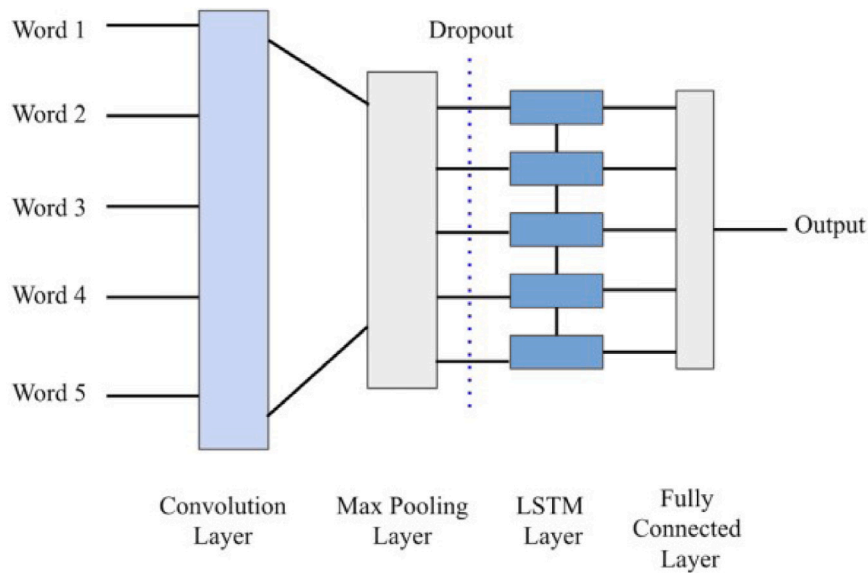 Word 1
Word 2
Word 3
Word 4
Word 5
Dropout
Output
Convolution
Layer
Max Pooling
Layer
LSTM
Layer
Fully
Connected
Layer